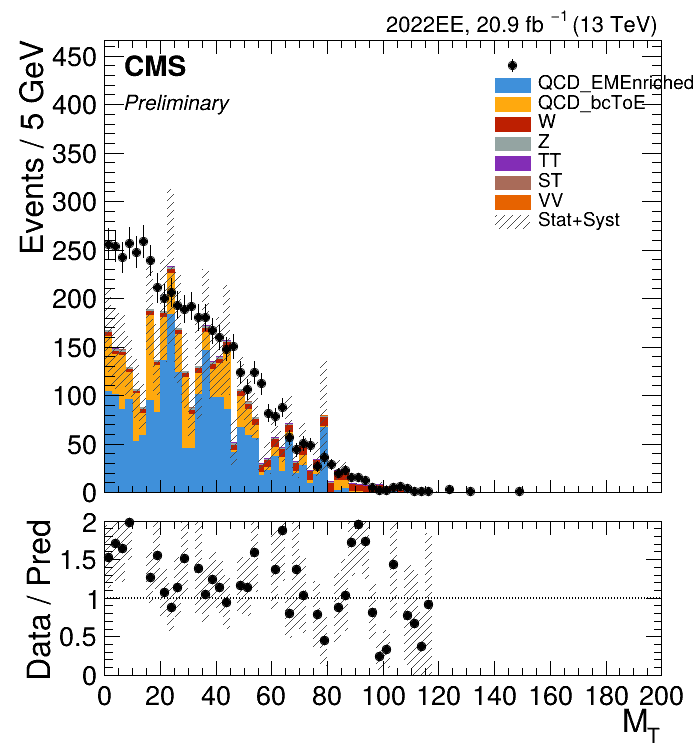 2022EE, 20.9 fb⁻¹ (13 TeV)
CMS
Preliminary
QCD_EMEnriched
QCD_bcToE
W
Z
TT
ST
VV
Stat+Syst
Events / 5 GeV
450
400
350
300
250
200
150
100
50
0
Data / Pred
2
1.5
1
0.5
0
0 20 40 60 80 100 120 140 160 180 200
M_T